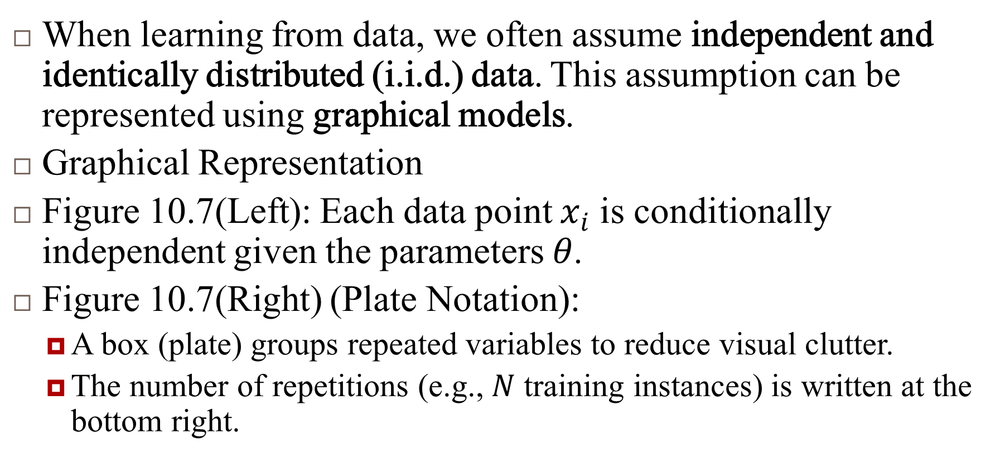 When learning from data, we often assume independent and
identically distributed (i.i.d.) data. This assumption can be
represented using graphical models.
Graphical Representation
Figure 10.7(Left): Each data point xᵢ is conditionally
independent given the parameters θ.
Figure 10.7(Right) (Plate Notation):
A box (plate) groups repeated variables to reduce visual clutter.
The number of repetitions (e.g., N training instances) is written at the
bottom right.